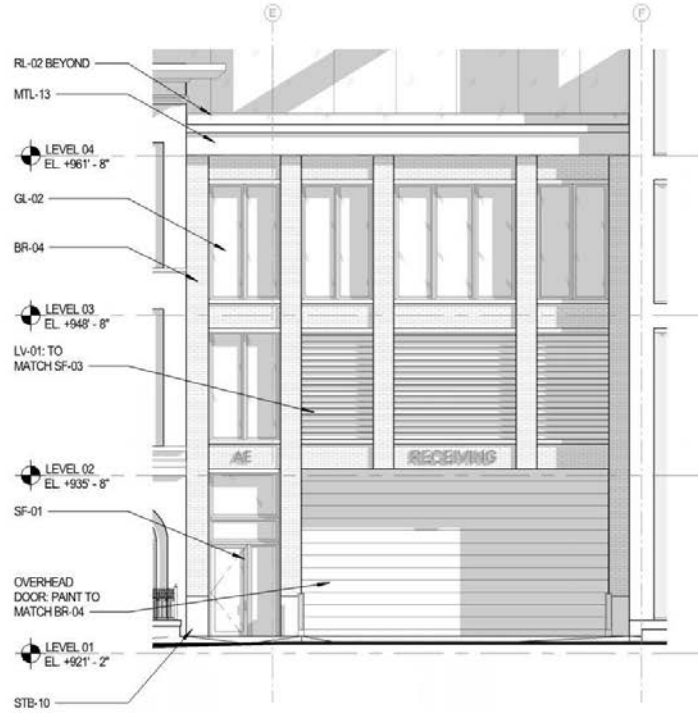 E
F
RL-02 BEYOND
MTL-13
LEVEL 04
EL. +961' - 8"
GL-02
BR-04
LEVEL 03
EL. +948' - 8"
LV-01: TO
MATCH SF-03
AE
RECEIVING
LEVEL 02
EL. +935' - 8"
SF-01
OVERHEAD
DOOR: PAINT TO
MATCH BR-04
LEVEL 01
EL. +921' - 2"
STB-10